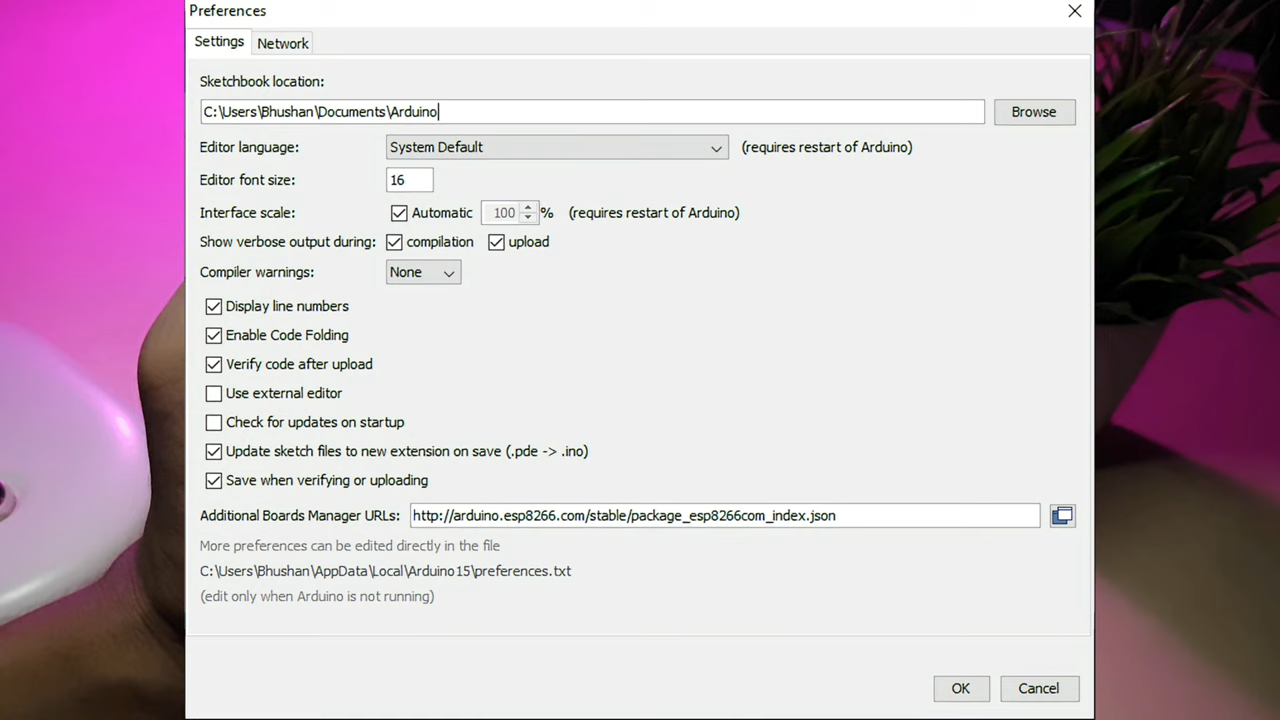 Preferences
Settings Network
Sketchbook location:
C:\Users\Bhushan\Documents\Arduino Browse
Editor language: System Default (requires restart of Arduino)
Editor font size: 16
Interface scale: Automatic 100 % (requires restart of Arduino)
Show verbose output during: compilation upload
Compiler warnings: None
Display line numbers
Enable Code Folding
Verify code after upload
Use external editor
Check for updates on startup
Update sketch files to new extension on save (.pde -> .ino)
Save when verifying or uploading
Additional Boards Manager URLs: http://arduino.esp8266.com/stable/package_esp8266com_index.json
More preferences can be edited directly in the file
C:\Users\Bhushan\AppData\Local\Arduino15\preferences.txt
(edit only when Arduino is not running)
OK Cancel